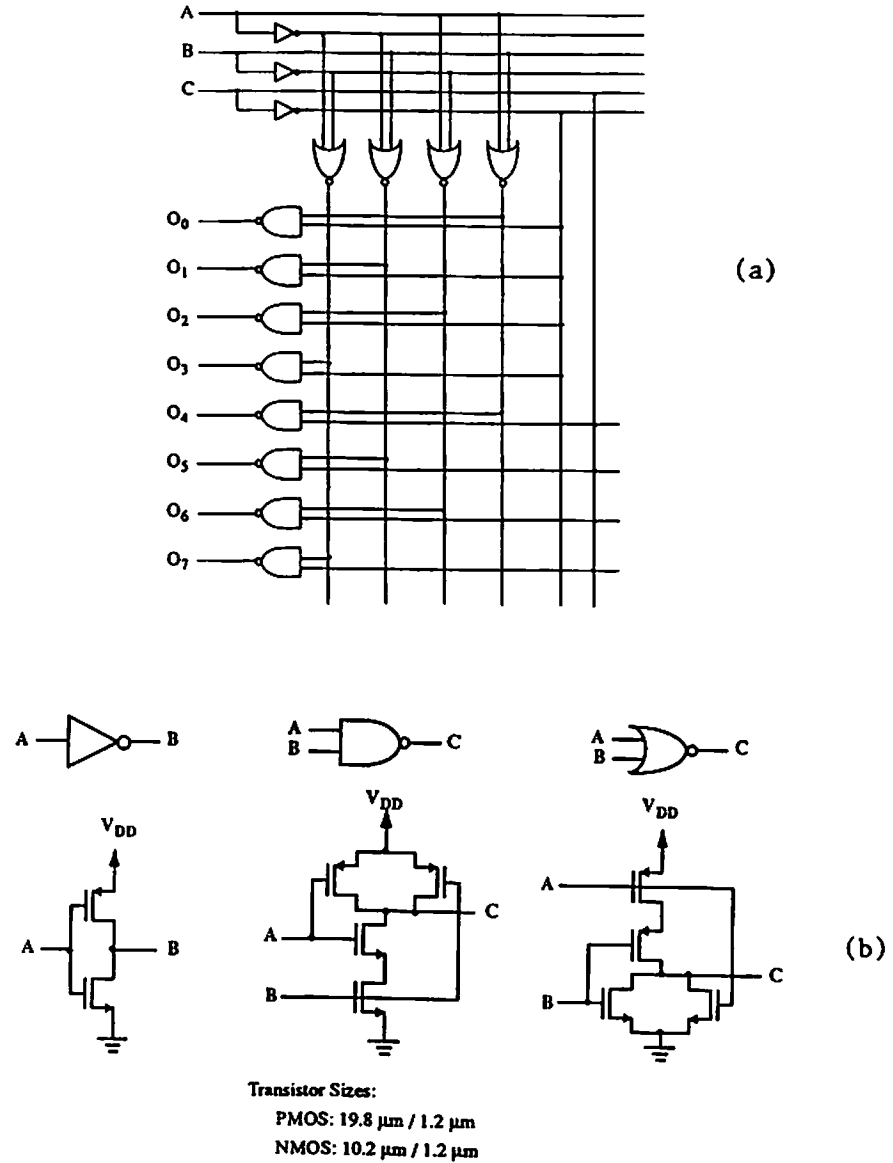 A
B
C
O0
O1
O2
O3
O4
O5
O6
O7
(a)
A B
A
B
C
A
B
C
VDD
A B
VDD
A
B
C
VDD
A
B
C
(b)
Transistor Sizes:
PMOS: 19.8 μm / 1.2 μm
NMOS: 10.2 μm / 1.2 μm